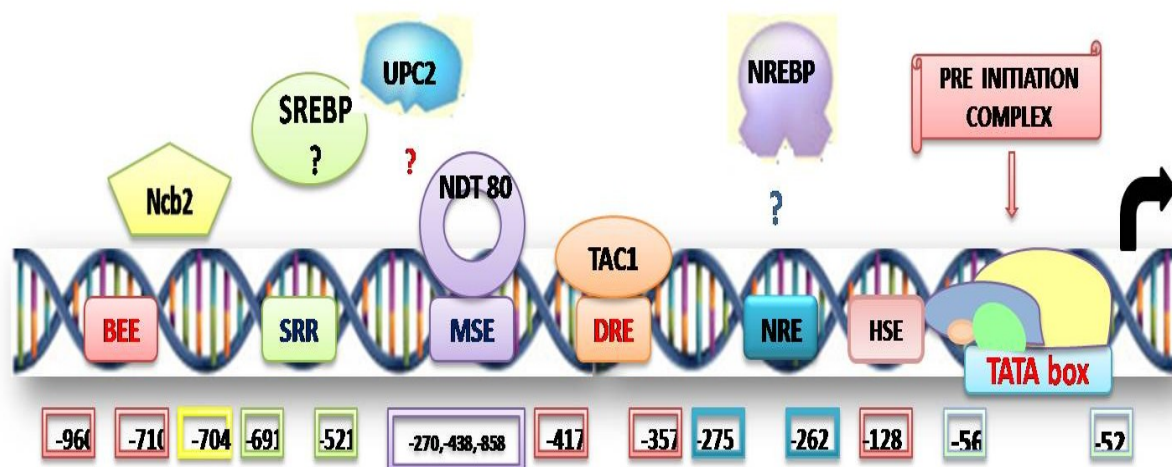 UPC2
NREBP
PRE INITIATION
COMPLEX
SREBP
?
?
NDT 80
Ncb2
?
TAC1
BEE
SRR
MSE
DRE
NRE
HSE
TATA box
-960
-710
-704
-691
-521
-270,-438,-858
-417
-357
-275
-262
-128
-56
-52